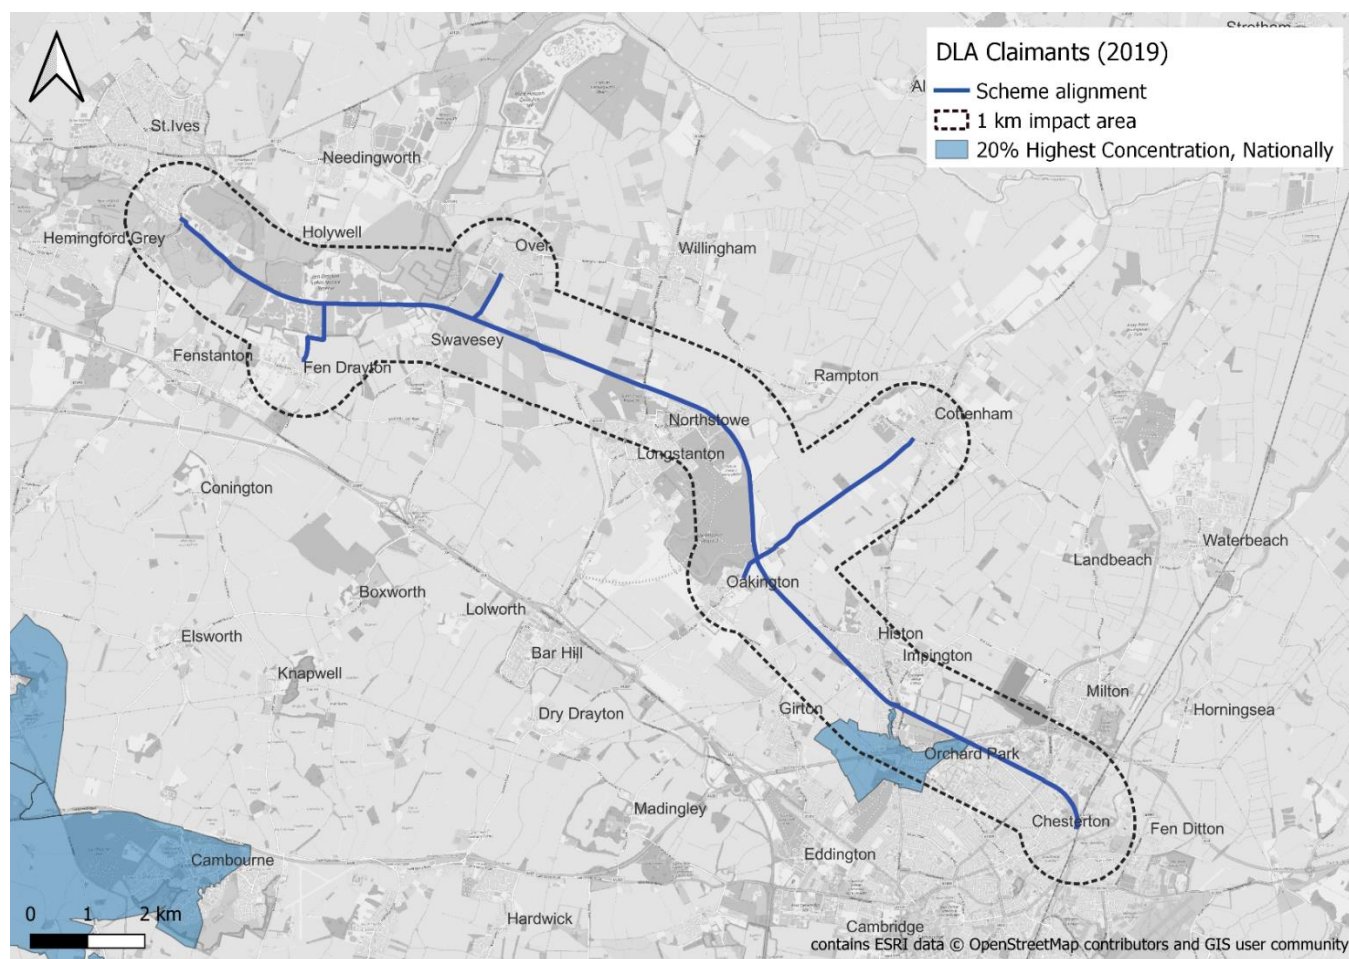 Stretham
DLA Claimants (2019)
Scheme alignment
1 km impact area
20% Highest Concentration, Nationally
St.Ives
Needingworth
Hemingford Grey
Holywell
Over
Willingham
Fenstanton
Swavesey
Fen Drayton
Rampton
Northstowe
Cottenham
Longstanton
Conington
Waterbeach
Landbeach
Oakington
Boxworth
Lolworth
Elsworth
Histon
Bar Hill
Impington
Knapwell
Milton
Girton
Dry Drayton
Horningsea
Orchard Park
Madingley
Chesterton
Fen Ditton
Cambourne
Eddington
0 1 2 km
Hardwick
Cambridge
contains ESRI data © OpenStreetMap contributors and GIS user community